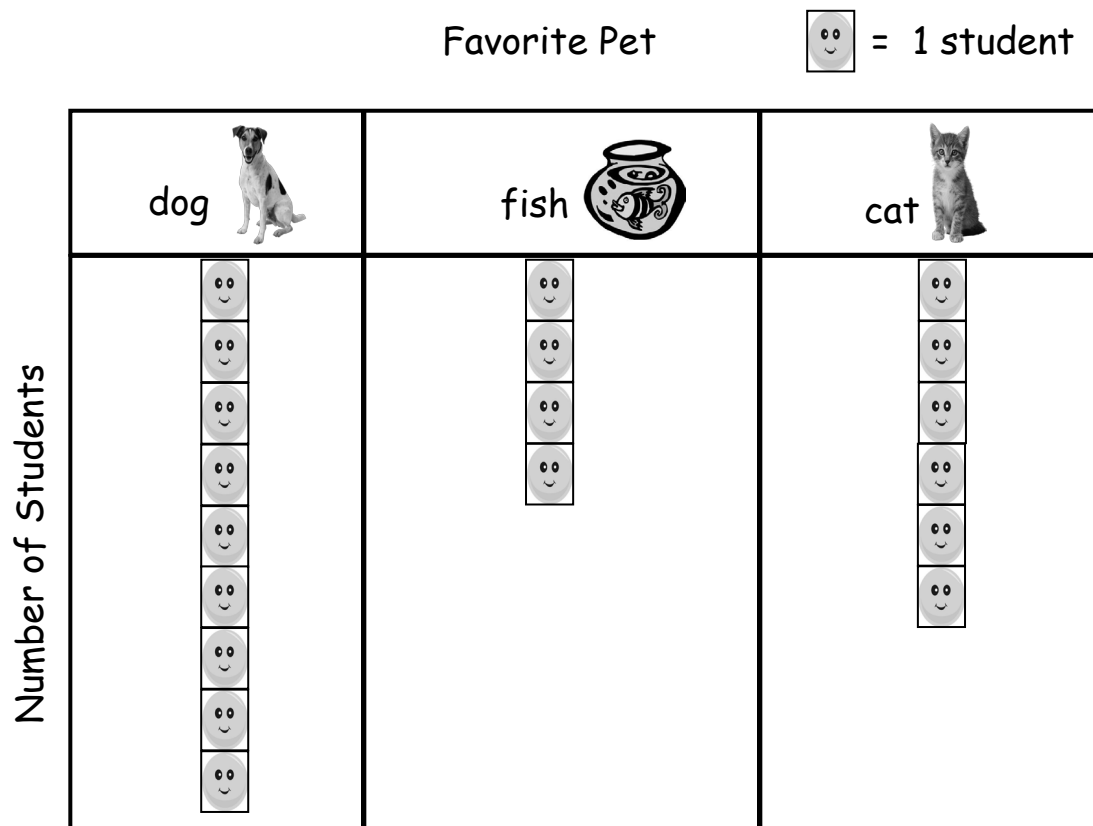 Favorite Pet
= 1 student
dog
fish
cat
Number of Students